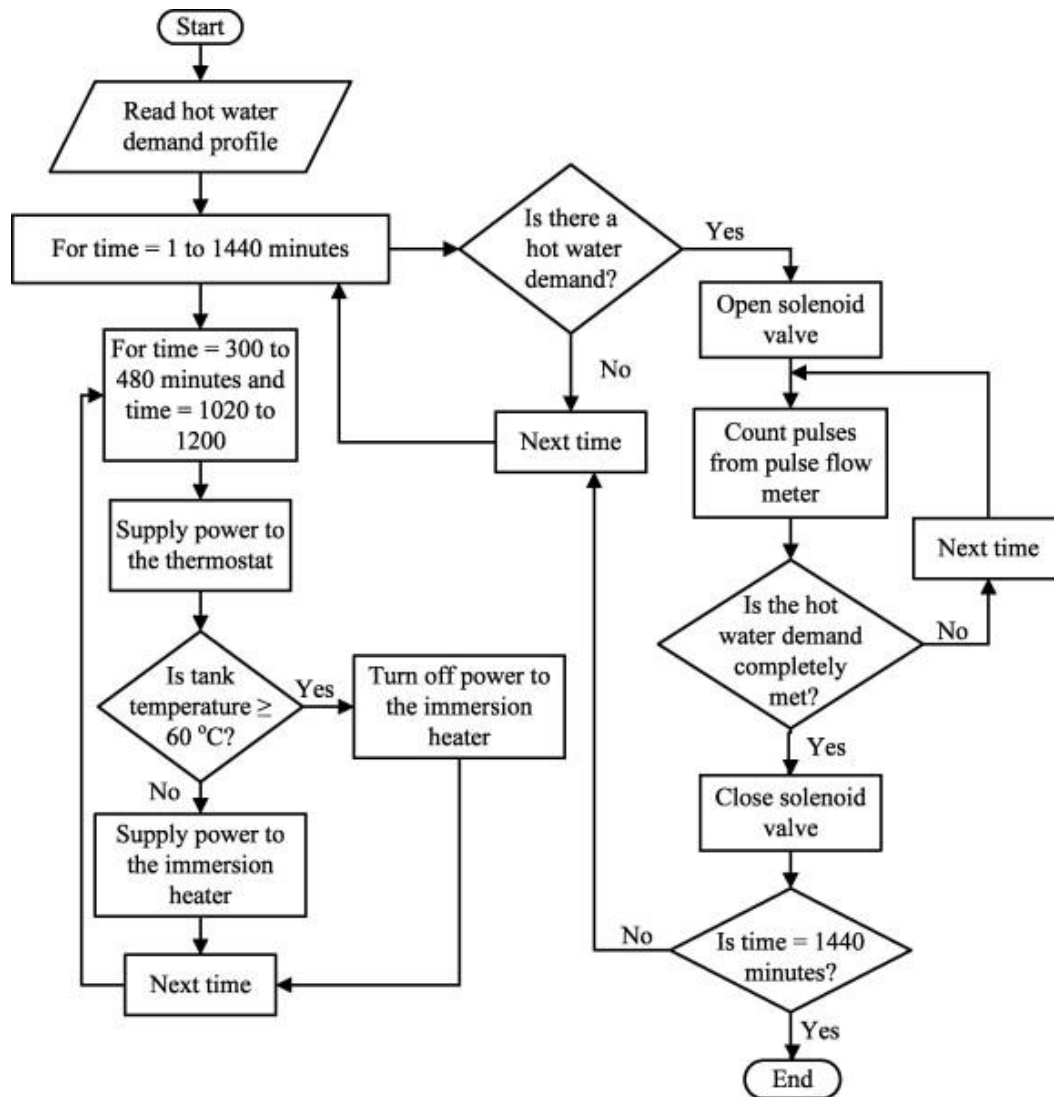 Start
Read hot water
demand profile
For time = 1 to 1440 minutes
Is there a
hot water
demand?
Yes
No
Next time
Open solenoid
valve
Count pulses
from pulse flow
meter
Next time
Is the hot
water demand
completely
met?
No
Yes
Close solenoid
valve
Is time = 1440
minutes?
No
Yes
End
For time = 300 to
480 minutes and
time = 1020 to
1200
Supply power to
the thermostat
Is tank
temperature ≥
60 °C?
Yes
Turn off power to
the immersion
heater
No
Supply power to
the immersion
heater
Next time